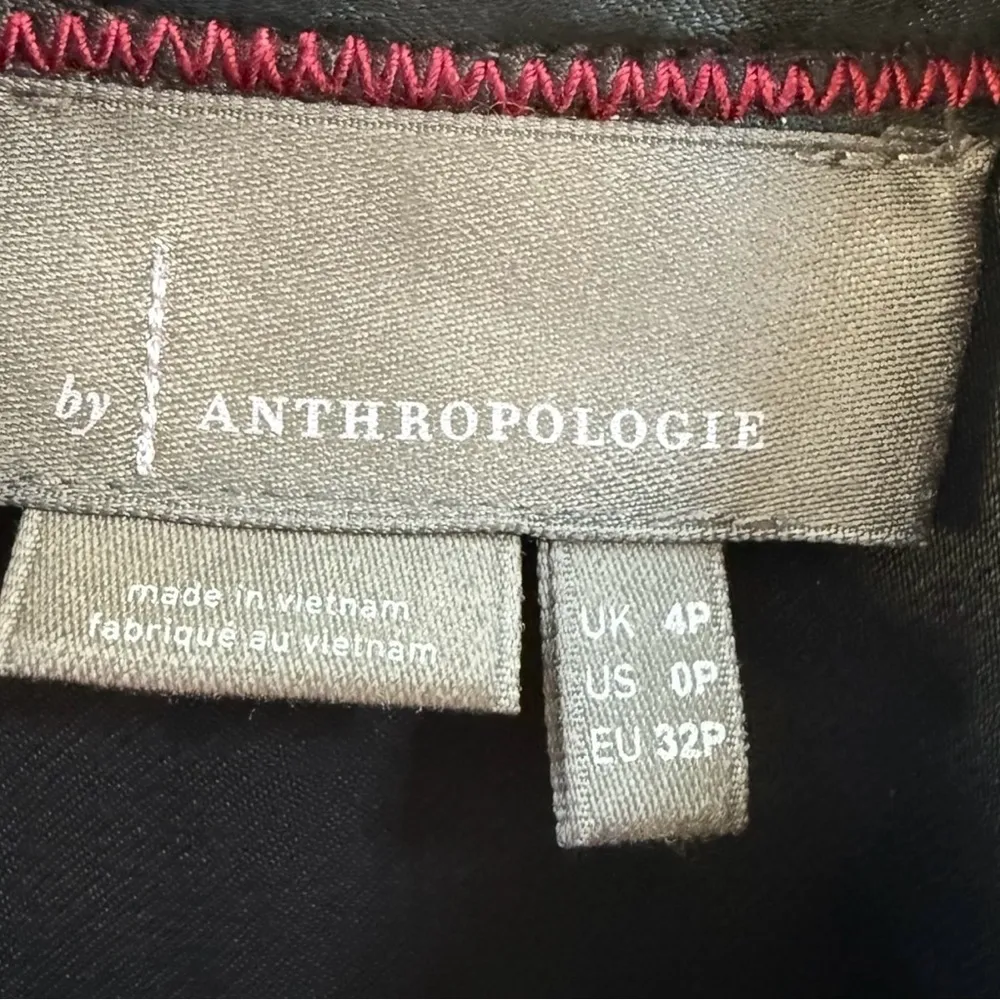 by ANTHROPOLOGIE
made in vietnam
fabriqué au vietnam
UK 4P
US 0P
EU 32P